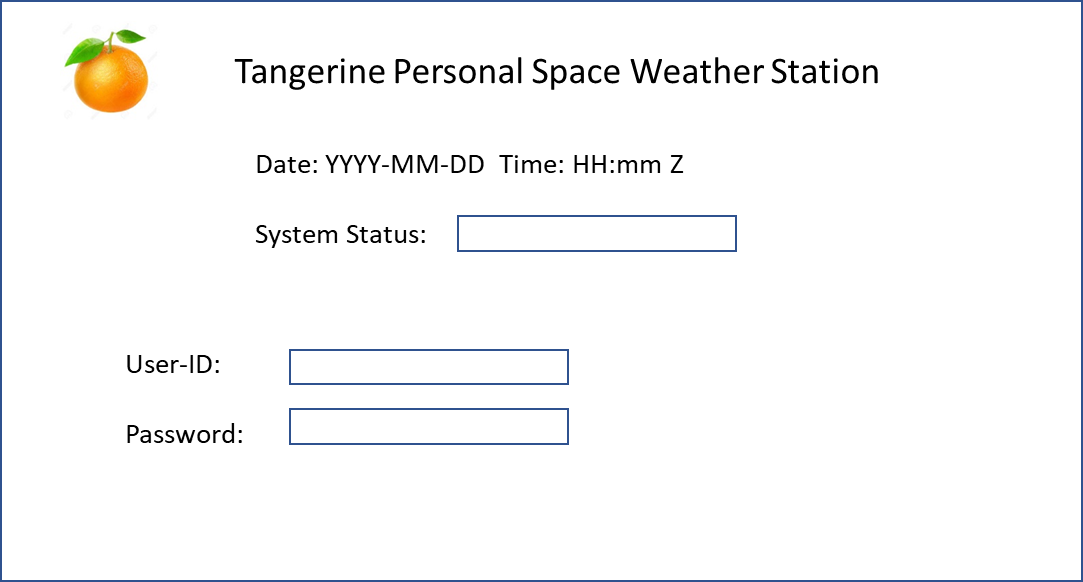 Tangerine Personal Space Weather Station
Date: YYYY-MM-DD  Time: HH:mm Z
System Status:
User-ID:
Password: